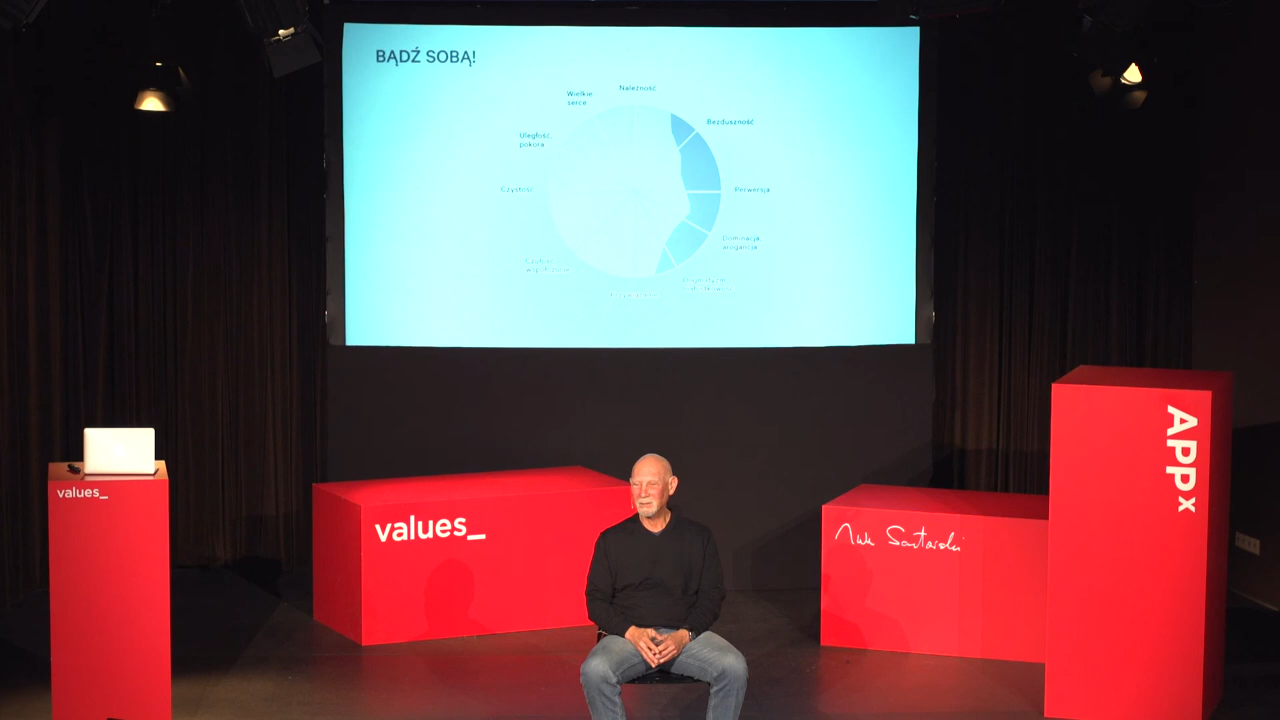 BĄDŹ SOBĄ!
Należność
Wielkie
serce
Bezduszność
Uległość,
pokora
Czystość
Perwersja
Dominacja,
arogancja
values_
values_
APPx